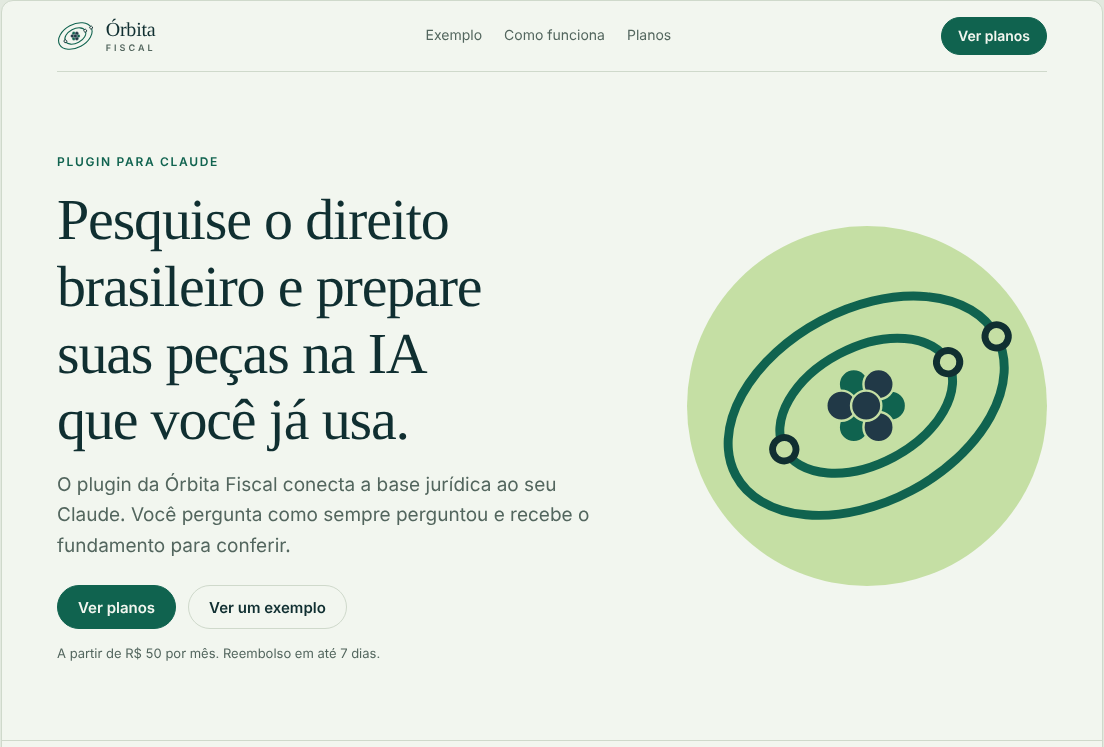 Órbita
FISCAL
Exemplo
Como funciona
Planos
Ver planos
PLUGIN PARA CLAUDE
Pesquise o direito
brasileiro e prepare
suas peças na IA
que você já usa.
O plugin da Órbita Fiscal conecta a base jurídica ao seu
Claude. Você pergunta como sempre perguntou e recebe o
fundamento para conferir.
Ver planos
Ver um exemplo
A partir de R$ 50 por mês. Reembolso em até 7 dias.